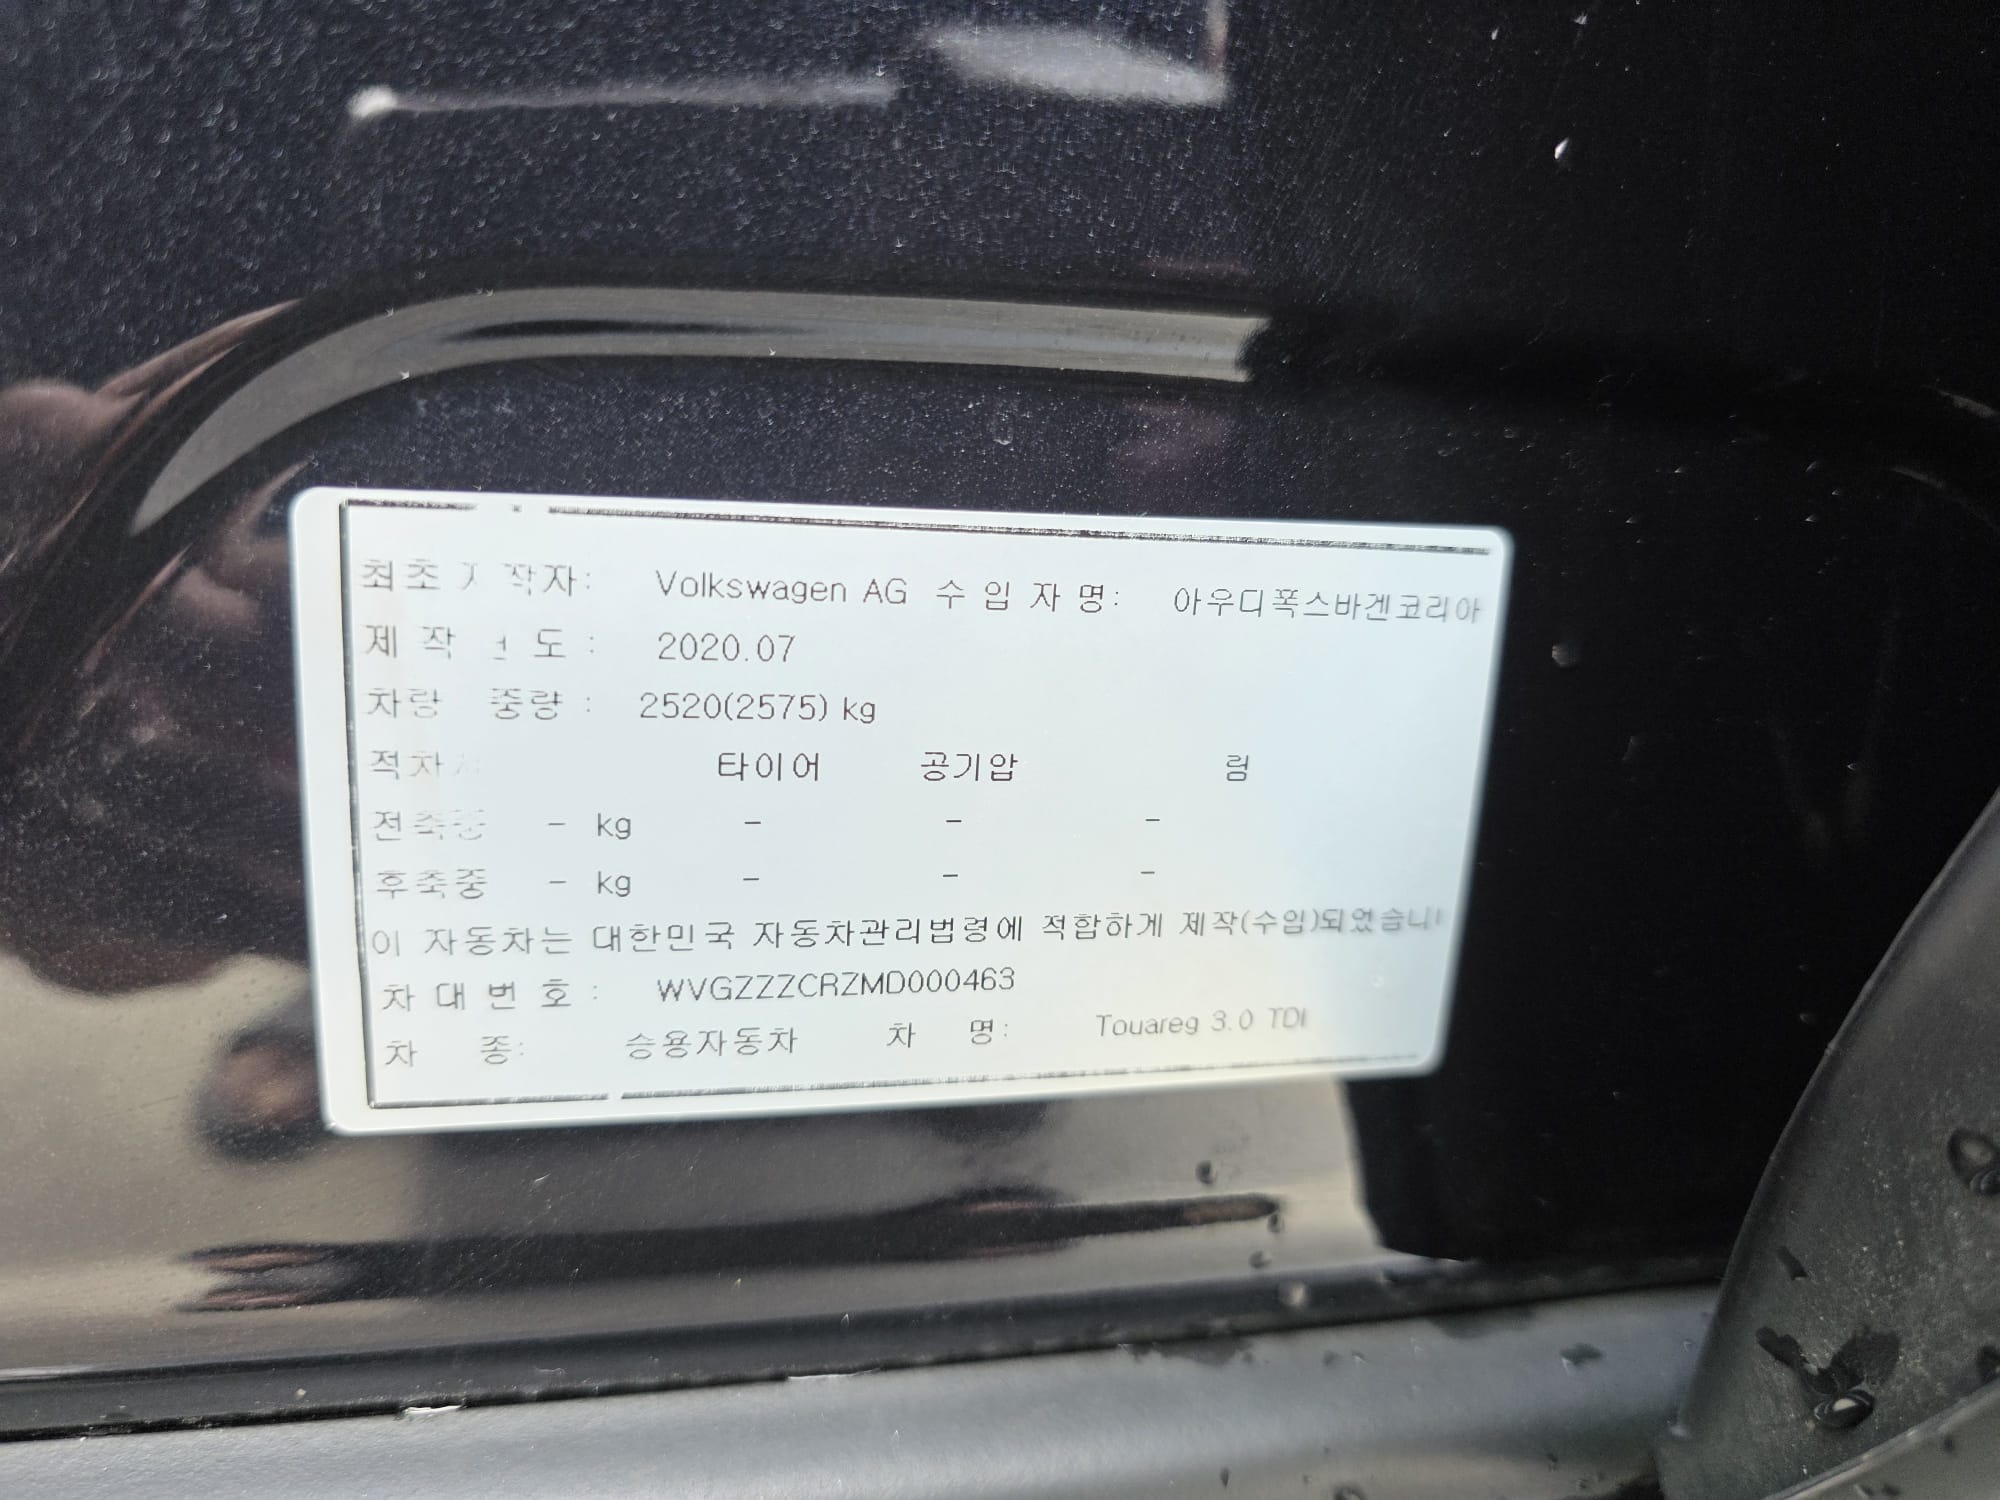 최초 제작자: Volkswagen AG 수 입 자 명: 아우디폭스바겐코리아
제 작 년 도 : 2020.07
차량 중량 : 2520(2575) kg
적차시 타이어 공기압 림
전축중 - kg - - -
후축중 - kg - - -
이 자동차는 대한민국 자동차관리법령에 적합하게 제작(수입)되었습니
차 대 번 호 : WVGZZZCRZMD000463
차 종: 승용자동차 차 명: Touareg 3.0 TDI